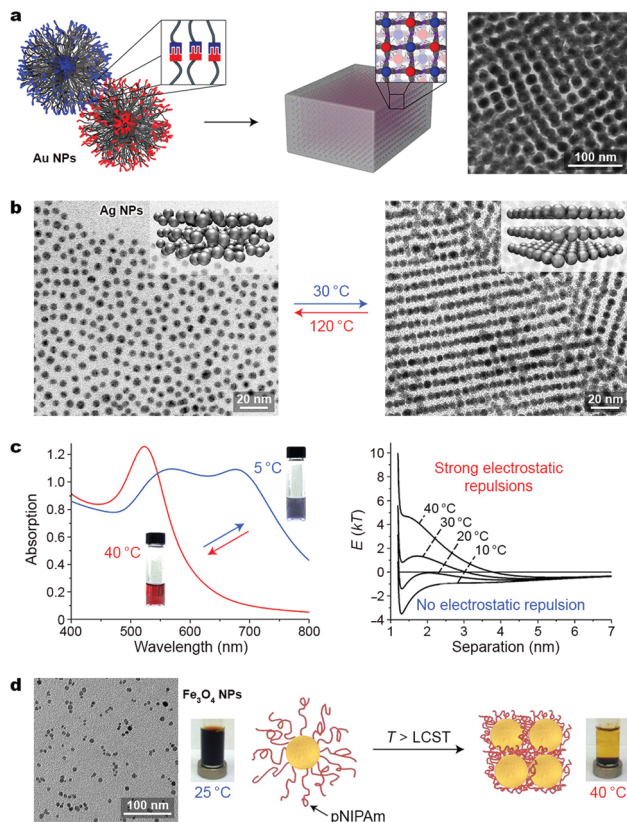 a
Au NPs
100 nm
b
Ag NPs
20 nm
30 °C
120 °C
20 nm
c
Absorption
1.2
1.0
0.8
0.6
0.4
0.2
0
5 °C
40 °C
400 500 600 700 800
Wavelength (nm)
E (kT)
10
8
6
4
2
0
−2
−4
Strong electrostatic
repulsions
40 °C
30 °C
20 °C
10 °C
No electrostatic repulsion
1 2 3 4 5 6 7
Separation (nm)
d
100 nm
Fe₃O₄ NPs
25 °C
pNIPAm
T > LCST
40 °C